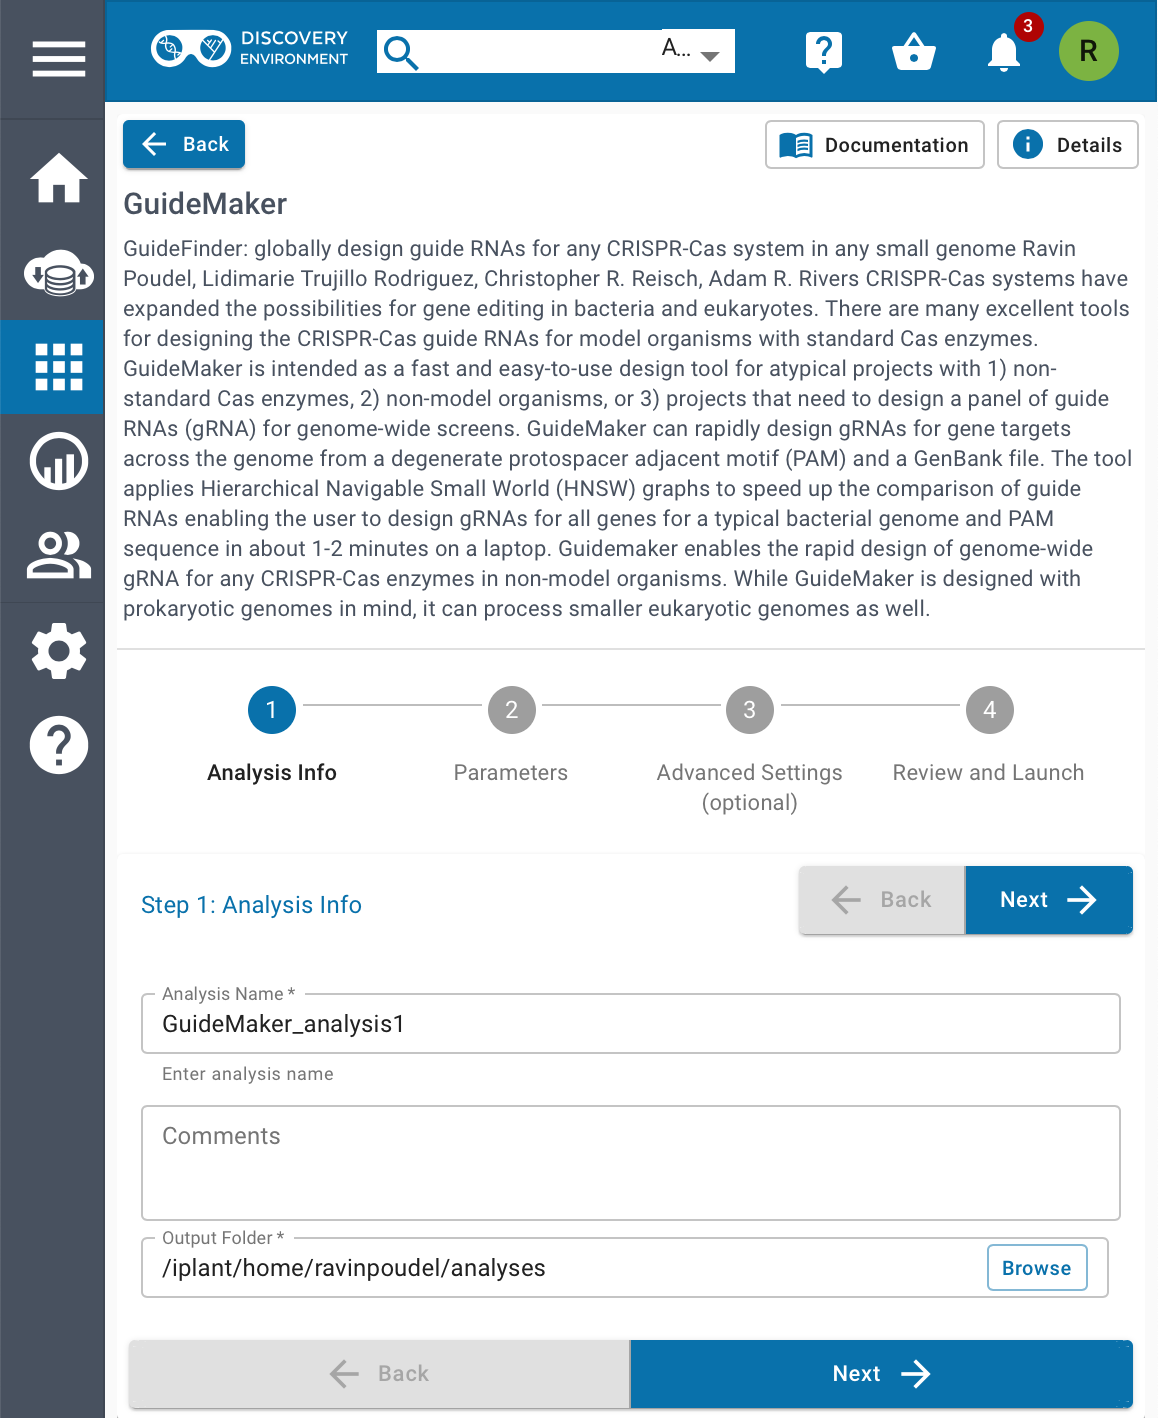 DISCOVERY
ENVIRONMENT
A...
?
3
R
Back
Documentation
i
Details
GuideMaker
GuideFinder: globally design guide RNAs for any CRISPR-Cas system in any small genome Ravin
Poudel, Lidimarie Trujillo Rodriguez, Christopher R. Reisch, Adam R. Rivers CRISPR-Cas systems have
expanded the possibilities for gene editing in bacteria and eukaryotes. There are many excellent tools
for designing the CRISPR-Cas guide RNAs for model organisms with standard Cas enzymes.
GuideMaker is intended as a fast and easy-to-use design tool for atypical projects with 1) non-
standard Cas enzymes, 2) non-model organisms, or 3) projects that need to design a panel of guide
RNAs (gRNA) for genome-wide screens. GuideMaker can rapidly design gRNAs for gene targets
across the genome from a degenerate protospacer adjacent motif (PAM) and a GenBank file. The tool
applies Hierarchical Navigable Small World (HNSW) graphs to speed up the comparison of guide
RNAs enabling the user to design gRNAs for all genes for a typical bacterial genome and PAM
sequence in about 1-2 minutes on a laptop. Guidemaker enables the rapid design of genome-wide
gRNA for any CRISPR-Cas enzymes in non-model organisms. While GuideMaker is designed with
prokaryotic genomes in mind, it can process smaller eukaryotic genomes as well.
1
2
3
4
Analysis Info
Parameters
Advanced Settings
(optional)
Review and Launch
?
Step 1: Analysis Info
Back
Next
Analysis Name *
GuideMaker_analysis1
Enter analysis name
Comments
Output Folder *
/iplant/home/ravinpoudel/analyses
Browse
Back
Next